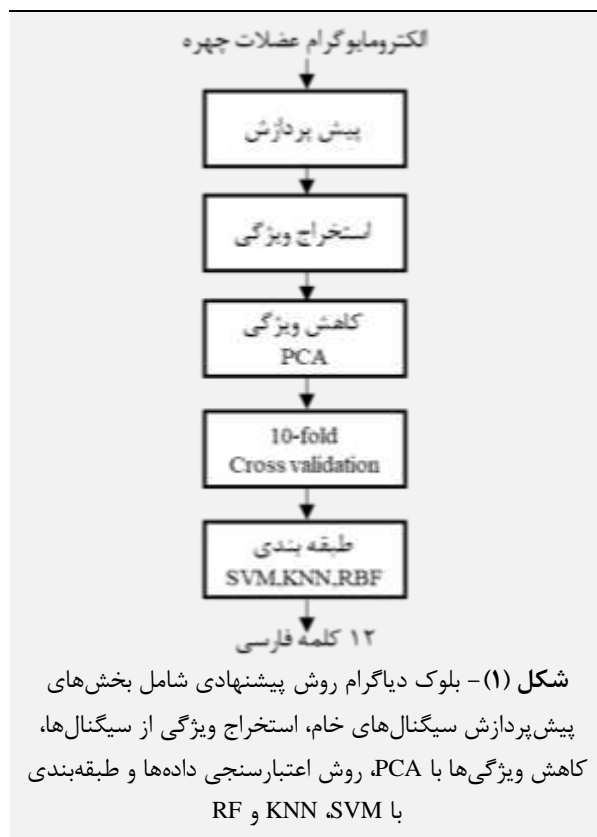 الکترومایوگرام عضلات چهره
پیش پردازش
استخراج ویژگی
کاهش ویژگی
PCA
10-fold
Cross validation
طبقه بندی
SVM,KNN,RBF
۱۲ کلمه فارسی
شکل (۱)- بلوک دیاگرام روش پیشنهادی شامل بخش‌های
پیش‌پردازش سیگنال‌های خام، استخراج ویژگی از سیگنال‌ها،
کاهش ویژگی‌ها با PCA، روش اعتبارسنجی داده‌ها و طبقه‌بندی
با KNN ،SVM و RF